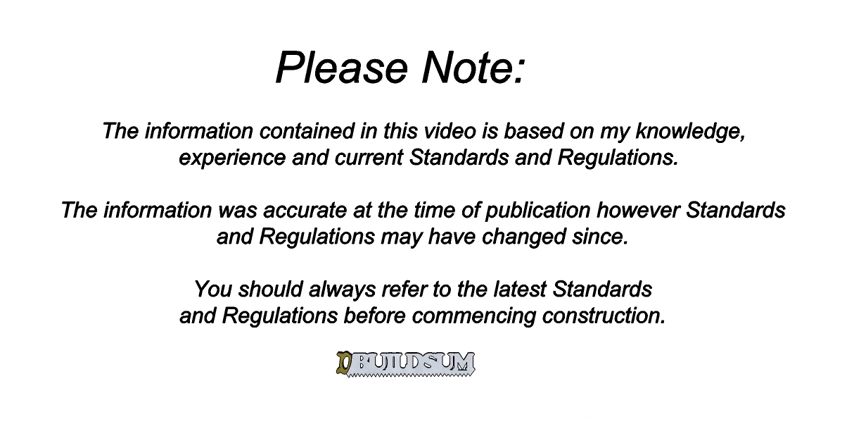 Please Note:
The information contained in this video is based on my knowledge,
experience and current Standards and Regulations.
The information was accurate at the time of publication however Standards
and Regulations may have changed since.
You should always refer to the latest Standards
and Regulations before commencing construction.
BUILDSUM